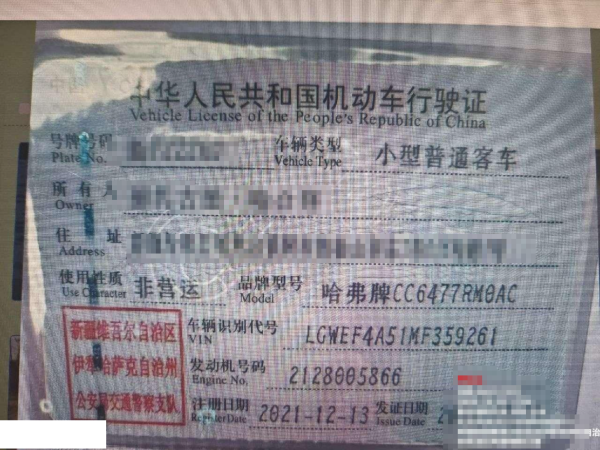 中华人民共和国机动车行驶证
Vehicle License of the People's Republic of China
号牌号码
Plate No.
车辆类型
Vehicle Type
小型普通客车
所有人
Owner
住址
Address
使用性质
Use Character
非营运
品牌型号
Model
哈弗牌CC6477RM0AC
新疆维吾尔自治区
伊犁哈萨克自治州
公安局交通警察支队
车辆识别代号
VIN
LGWEF4A51MF359261
发动机号码
Engine No.
2128005866
注册日期
Register Date
2021-12-13
发证日期
Issue Date